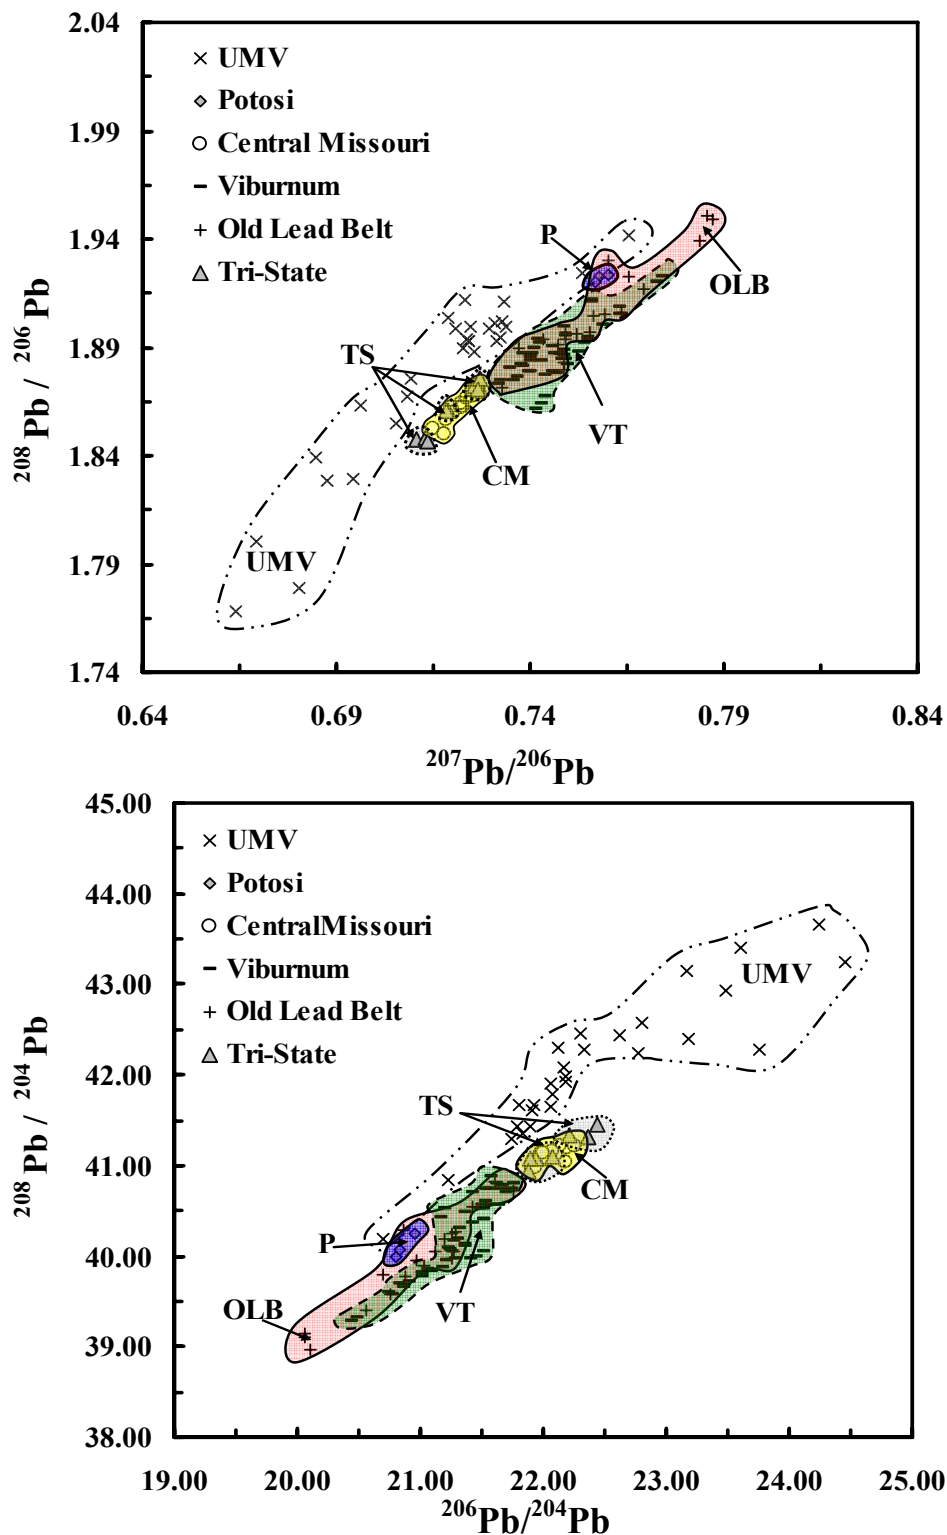 2.04
1.99
1.94
1.89
1.84
1.79
1.74
208Pb / 206Pb
UMV
Potosi
Central Missouri
Viburnum
Old Lead Belt
Tri-State
P
OLB
TS
VT
CM
UMV
0.64 0.69 0.74 0.79 0.84
207Pb/206Pb
45.00
44.00
43.00
42.00
41.00
40.00
39.00
38.00
208Pb / 204Pb
UMV
Potosi
CentralMissouri
Viburnum
Old Lead Belt
Tri-State
UMV
TS
CM
P
OLB
VT
19.00 20.00 21.00 22.00 23.00 24.00 25.00
206Pb/204Pb